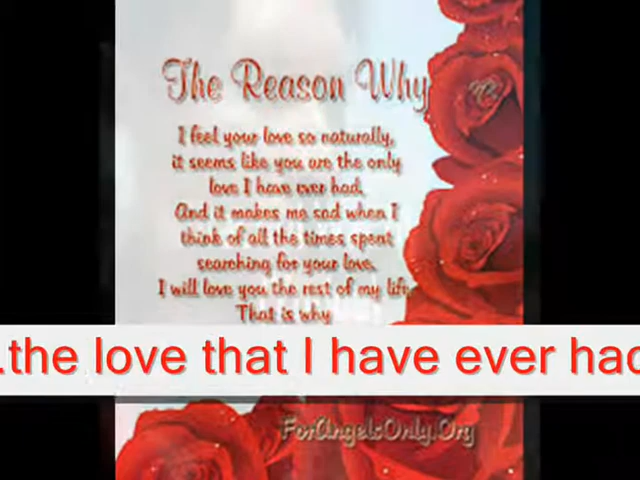 The Reason Why
I feel your love so naturally,
it seems like you are the only
love I have ever had.
And it makes me sad when I
think of all the times spent
searching for your love.
I will love you the rest of my life,
That is why
.the love that I have ever had
ForAngelsOnly.Org